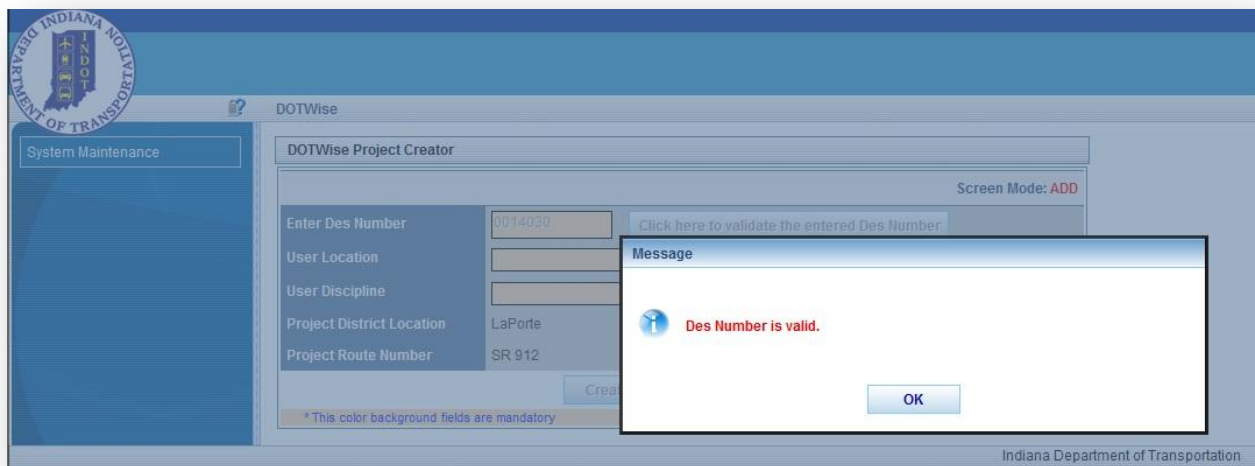 INDIANA DEPARTMENT OF TRANSPORTATION
INDOT
DOTWise
System Maintenance
DOTWise Project Creator
Screen Mode: ADD
Enter Des Number 0014030 Click here to validate the entered Des Number
User Location
User Discipline
Project District Location LaPorte
Project Route Number SR 912
* This color background fields are mandatory
Message
Des Number is valid.
OK
Indiana Department of Transportation